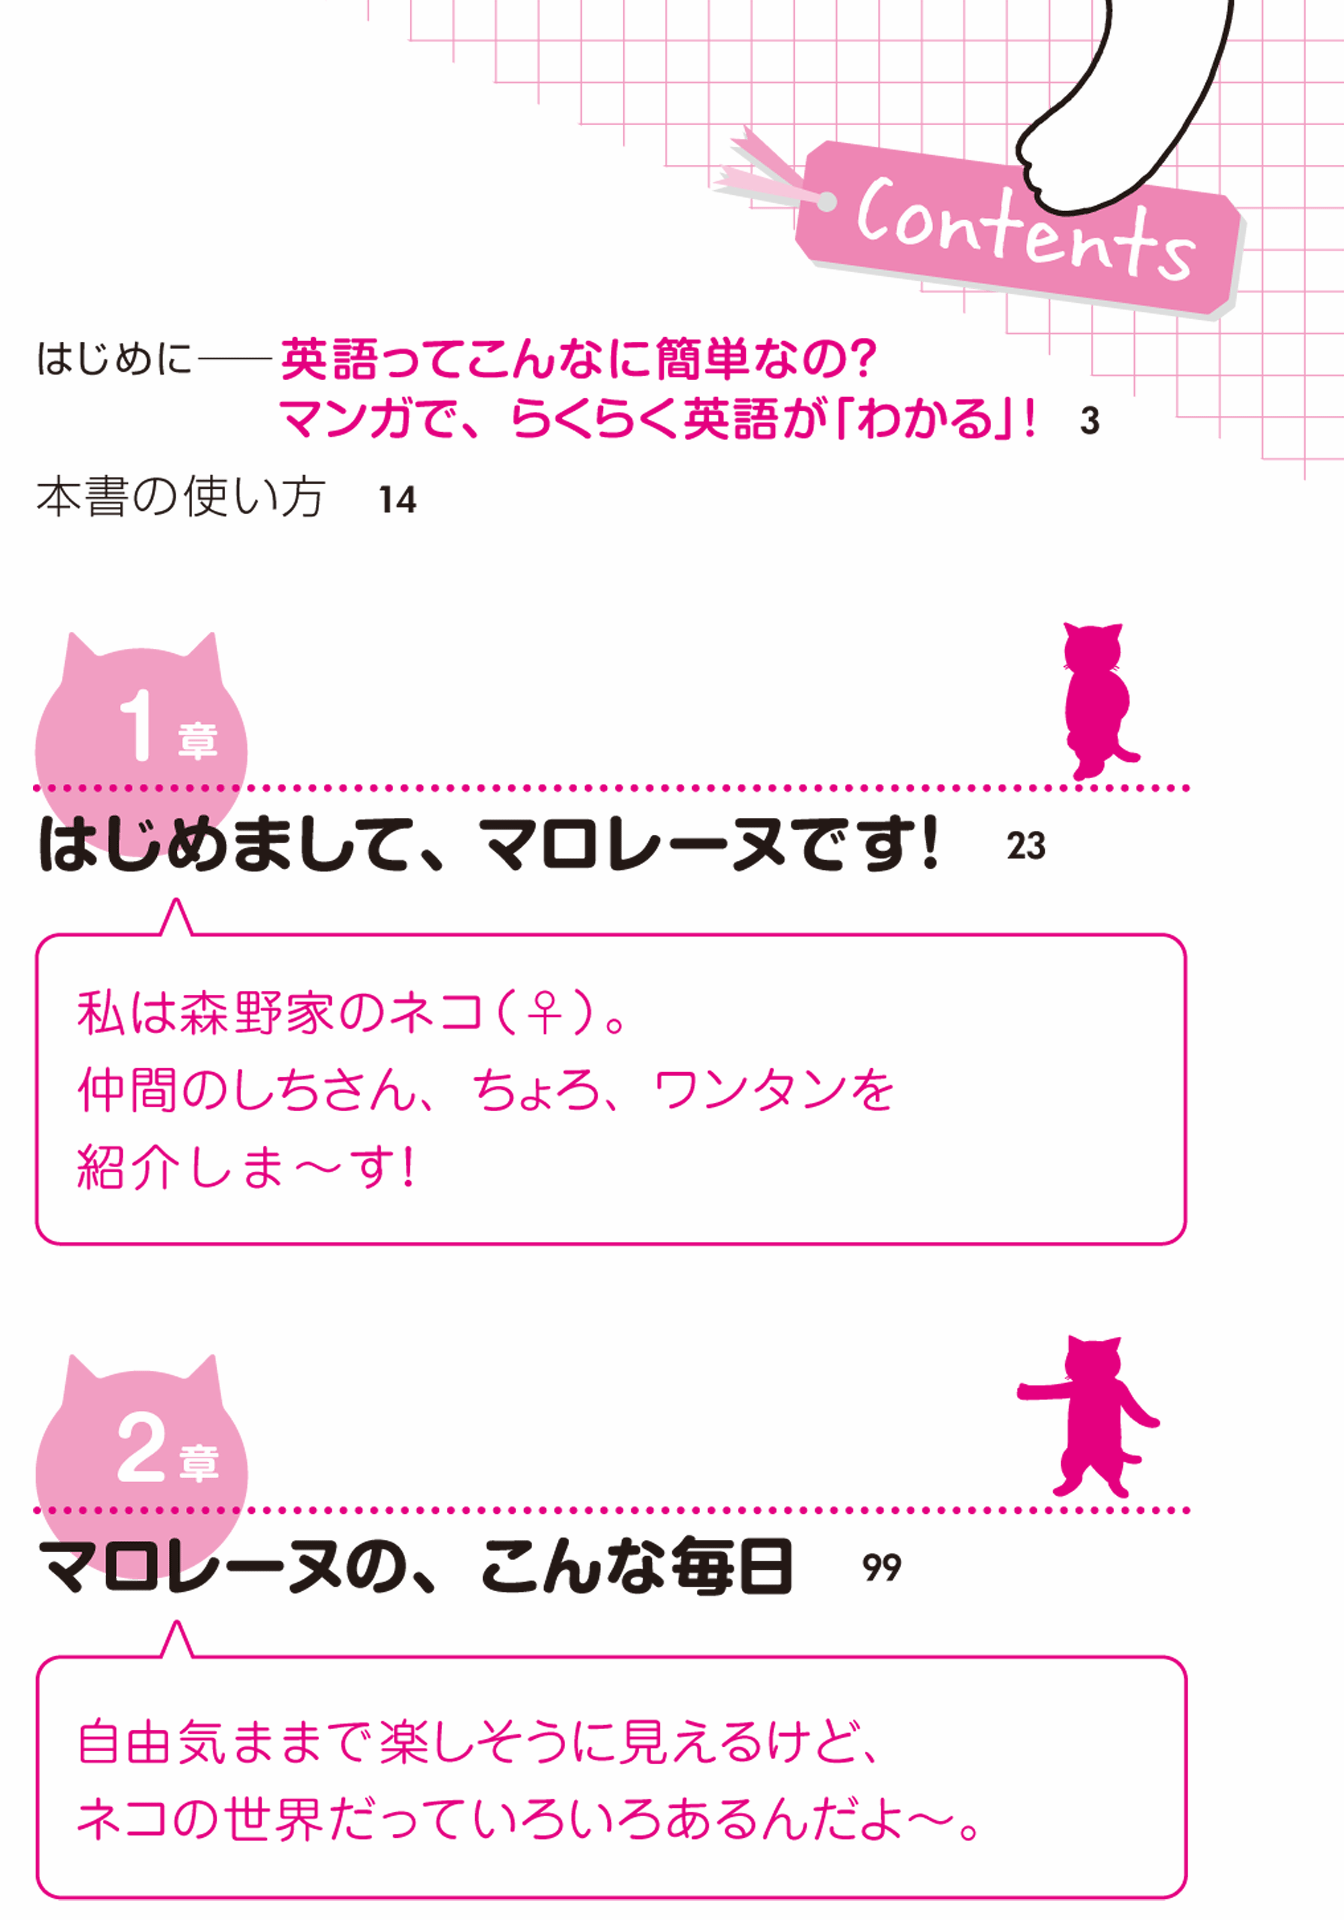 Contents
はじめに――英語ってこんなに簡単なの?
マンガで、らくらく英語が「わかる」! 3
本書の使い方 14
1章
はじめまして、マロレーヌです! 23
私は森野家のネコ(♀)。
仲間のしちさん、ちょろ、ワンタンを
紹介しま〜す!
2章
マロレーヌの、こんな毎日 99
自由気ままで楽しそうに見えるけど、
ネコの世界だっていろいろあるんだよ〜。